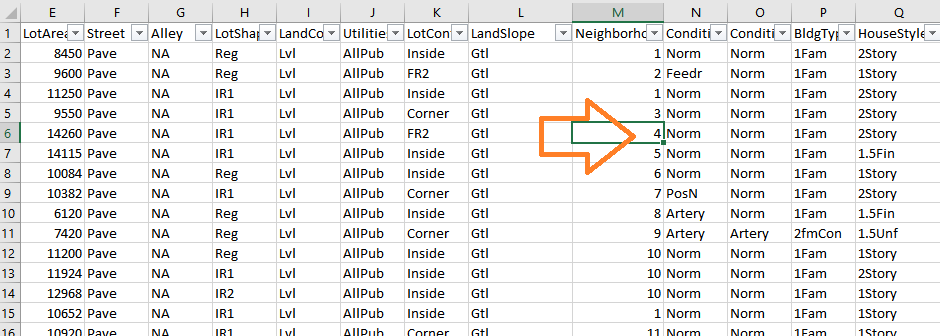 E F G H I J K L M N O P Q
1 LotArea Street Alley LotShap LandCo Utilities LotCon LandSlope Neighborho Conditi Conditi BldgTyp HouseStyle
2 8450 Pave NA Reg Lvl AllPub Inside Gtl 1 Norm Norm 1Fam 2Story
3 9600 Pave NA Reg Lvl AllPub FR2 Gtl 2 Feedr Norm 1Fam 1Story
4 11250 Pave NA IR1 Lvl AllPub Inside Gtl 1 Norm Norm 1Fam 2Story
5 9550 Pave NA IR1 Lvl AllPub Corner Gtl 3 Norm Norm 1Fam 2Story
6 14260 Pave NA IR1 Lvl AllPub FR2 Gtl 4 Norm Norm 1Fam 2Story
7 14115 Pave NA IR1 Lvl AllPub Inside Gtl 5 Norm Norm 1Fam 1.5Fin
8 10084 Pave NA Reg Lvl AllPub Inside Gtl 6 Norm Norm 1Fam 1Story
9 10382 Pave NA IR1 Lvl AllPub Corner Gtl 7 PosN Norm 1Fam 2Story
10 6120 Pave NA Reg Lvl AllPub Inside Gtl 8 Artery Norm 1Fam 1.5Fin
11 7420 Pave NA Reg Lvl AllPub Corner Gtl 9 Artery Artery 2fmCon 1.5Unf
12 11200 Pave NA Reg Lvl AllPub Inside Gtl 10 Norm Norm 1Fam 1Story
13 11924 Pave NA IR1 Lvl AllPub Inside Gtl 10 Norm Norm 1Fam 2Story
14 12968 Pave NA IR2 Lvl AllPub Inside Gtl 10 Norm Norm 1Fam 1Story
15 10652 Pave NA IR1 Lvl AllPub Inside Gtl 1 Norm Norm 1Fam 1Story
16 10920 Pave NA IR1 Lvl AllPub Corner Gtl 11 Norm Norm 1Fam 1Story